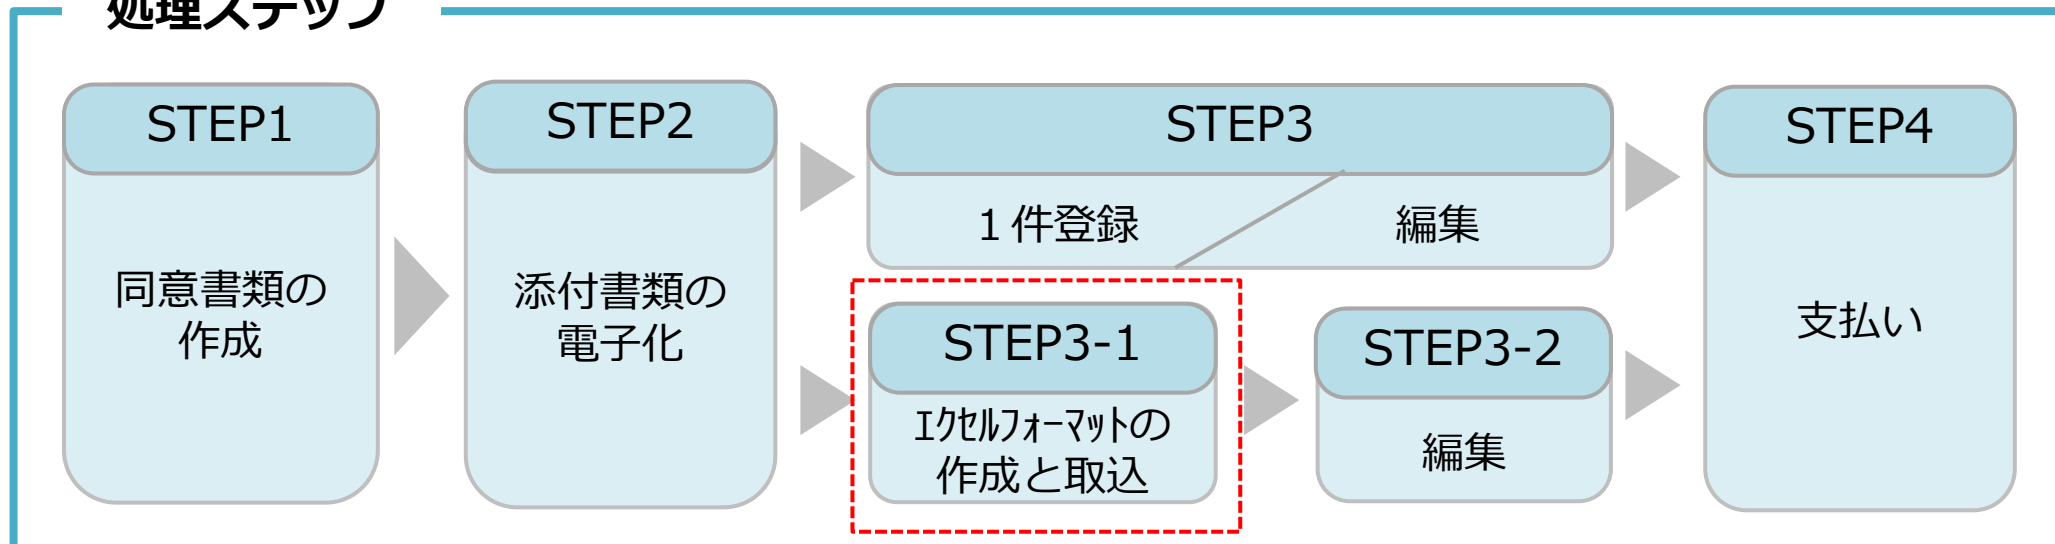 処理ステップ
STEP1
同意書類の
作成
STEP2
添付書類の
電子化
STEP3
1件登録
編集
STEP3-1
ｴｸｾﾙﾌｫｰﾏｯﾄの
作成と取込
STEP3-2
編集
STEP4
支払い